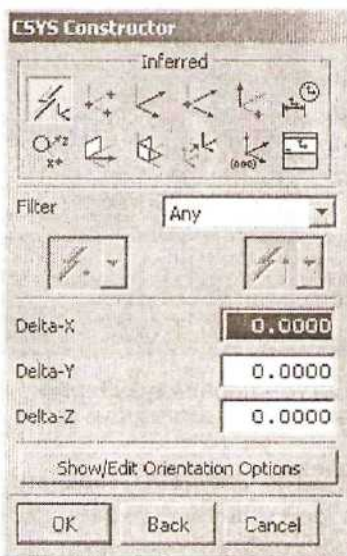 CSYS Constructor
Inferred
Filter
Any
Delta-X 0.0000
Delta-Y 0.0000
Delta-Z 0.0000
Show/Edit Orientation Options
OK Back Cancel